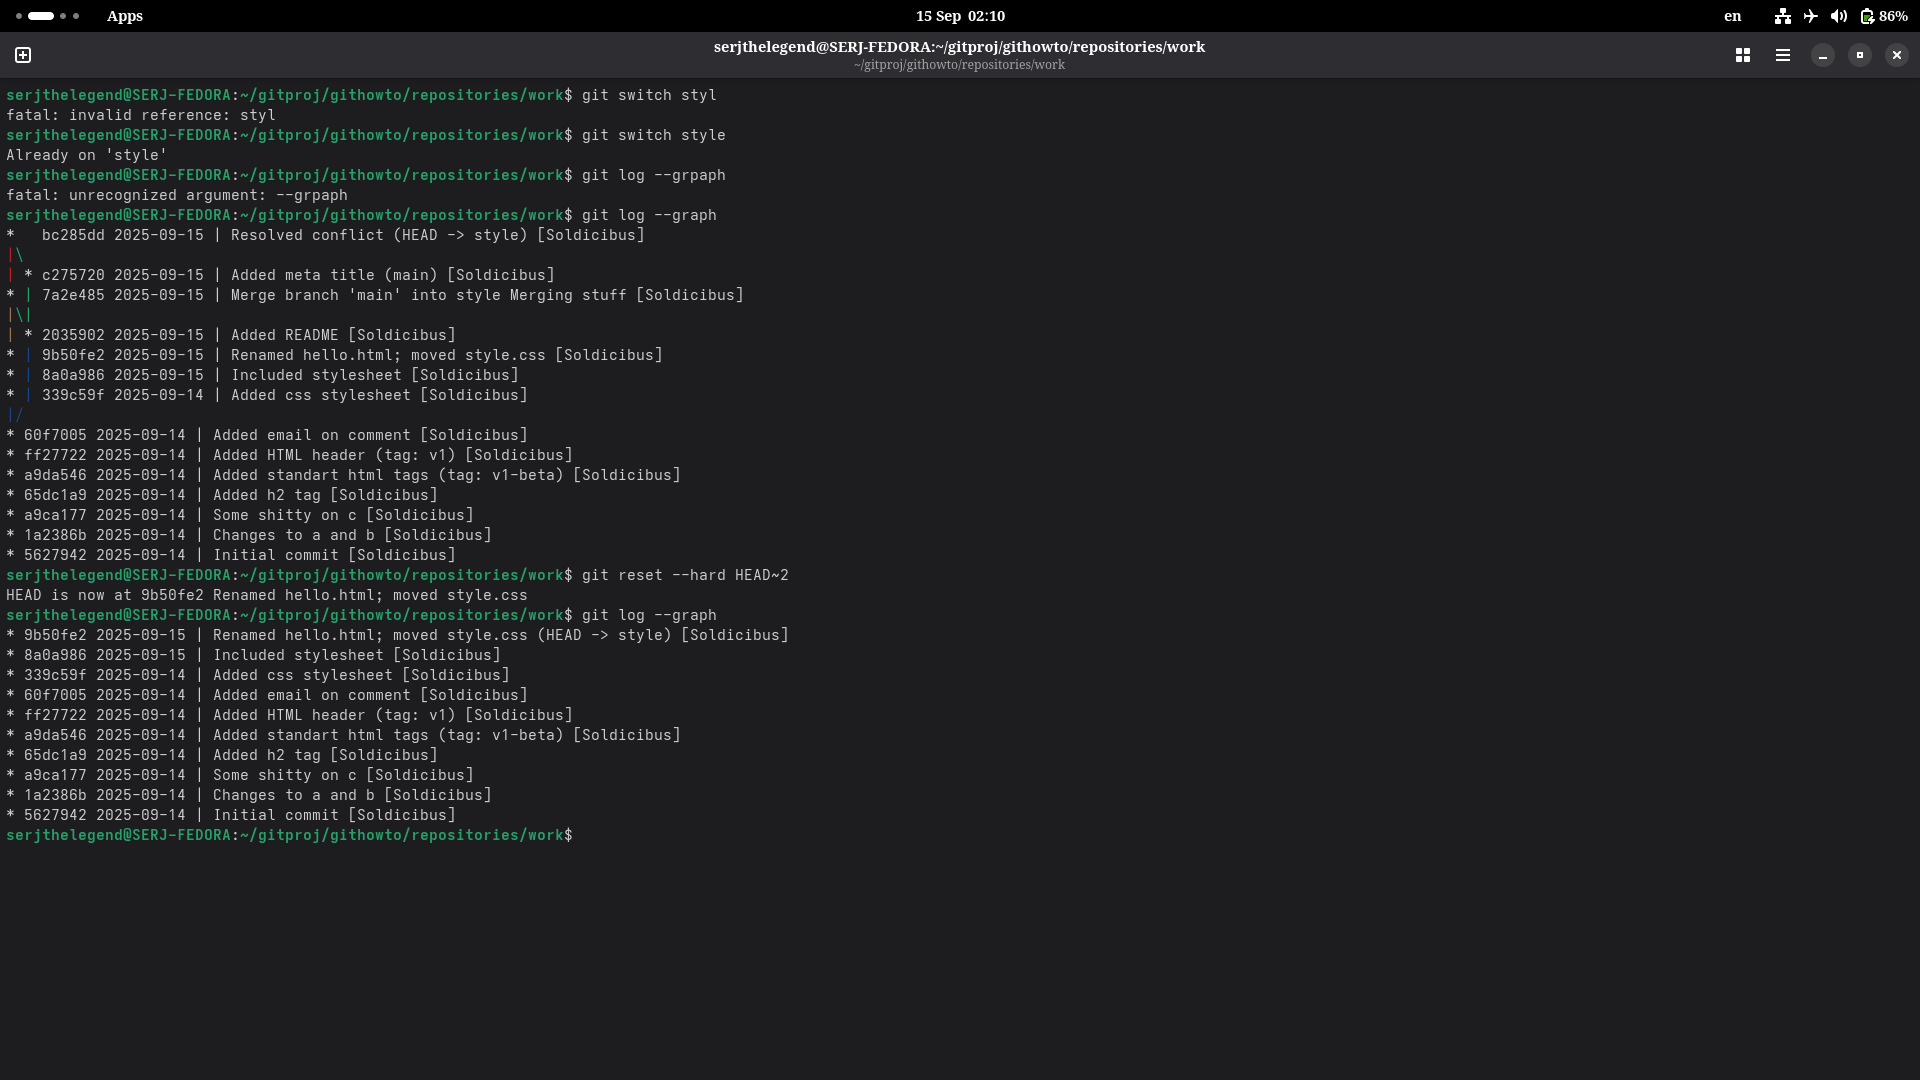 Apps
15 Sep 02:10
en
86%
serjthelegend@SERJ-FEDORA:~/gitproj/githowto/repositories/work
~/gitproj/githowto/repositories/work
serjthelegend@SERJ-FEDORA:~/gitproj/githowto/repositories/work$ git switch styl
fatal: invalid reference: styl
serjthelegend@SERJ-FEDORA:~/gitproj/githowto/repositories/work$ git switch style
Already on 'style'
serjthelegend@SERJ-FEDORA:~/gitproj/githowto/repositories/work$ git log --grpaph
fatal: unrecognized argument: --grpaph
serjthelegend@SERJ-FEDORA:~/gitproj/githowto/repositories/work$ git log --graph
*   bc285dd 2025-09-15 | Resolved conflict (HEAD -> style) [Soldicibus]
|\
| * c275720 2025-09-15 | Added meta title (main) [Soldicibus]
* | 7a2e485 2025-09-15 | Merge branch 'main' into style Merging stuff [Soldicibus]
|\|
| * 2035902 2025-09-15 | Added README [Soldicibus]
* | 9b50fe2 2025-09-15 | Renamed hello.html; moved style.css [Soldicibus]
* | 8a0a986 2025-09-15 | Included stylesheet [Soldicibus]
* | 339c59f 2025-09-14 | Added css stylesheet [Soldicibus]
|/
* 60f7005 2025-09-14 | Added email on comment [Soldicibus]
* ff27722 2025-09-14 | Added HTML header (tag: v1) [Soldicibus]
* a9da546 2025-09-14 | Added standart html tags (tag: v1-beta) [Soldicibus]
* 65dc1a9 2025-09-14 | Added h2 tag [Soldicibus]
* a9ca177 2025-09-14 | Some shitty on c [Soldicibus]
* 1a2386b 2025-09-14 | Changes to a and b [Soldicibus]
* 5627942 2025-09-14 | Initial commit [Soldicibus]
serjthelegend@SERJ-FEDORA:~/gitproj/githowto/repositories/work$ git reset --hard HEAD~2
HEAD is now at 9b50fe2 Renamed hello.html; moved style.css
serjthelegend@SERJ-FEDORA:~/gitproj/githowto/repositories/work$ git log --graph
* 9b50fe2 2025-09-15 | Renamed hello.html; moved style.css (HEAD -> style) [Soldicibus]
* 8a0a986 2025-09-15 | Included stylesheet [Soldicibus]
* 339c59f 2025-09-14 | Added css stylesheet [Soldicibus]
* 60f7005 2025-09-14 | Added email on comment [Soldicibus]
* ff27722 2025-09-14 | Added HTML header (tag: v1) [Soldicibus]
* a9da546 2025-09-14 | Added standart html tags (tag: v1-beta) [Soldicibus]
* 65dc1a9 2025-09-14 | Added h2 tag [Soldicibus]
* a9ca177 2025-09-14 | Some shitty on c [Soldicibus]
* 1a2386b 2025-09-14 | Changes to a and b [Soldicibus]
* 5627942 2025-09-14 | Initial commit [Soldicibus]
serjthelegend@SERJ-FEDORA:~/gitproj/githowto/repositories/work$